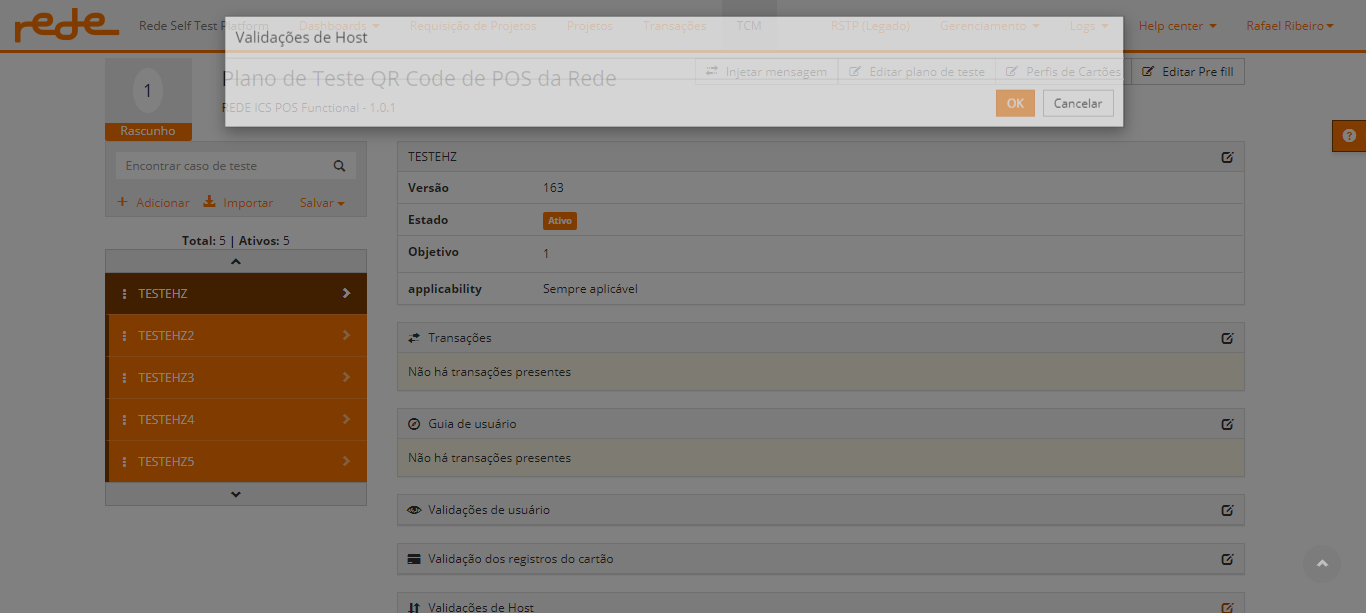 rede
Rede Self Test Platform
Dashboards
Requisição de Projetos
Projetos
Transações
TCM
RSTP (Legado)
Gerenciamento
Logs
Help center
Rafael Ribeiro
Validações de Host
1
Rascunho
Plano de Teste QR Code de POS da Rede
REDE ICS POS Functional - 1.0.1
Injetar mensagem
Editar plano de teste
Perfis de Cartões
Editar Pre fill
OK
Cancelar
Encontrar caso de teste
+ Adicionar
Importar
Salvar
Total: 5 | Ativos: 5
TESTEHZ
TESTEHZ2
TESTEHZ3
TESTEHZ4
TESTEHZ5
TESTEHZ
Versão 163
Estado Ativo
Objetivo 1
applicability Sempre aplicável
Transações
Não há transações presentes
Guia de usuário
Não há transações presentes
Validações de usuário
Validação dos registros do cartão
Validações de Host